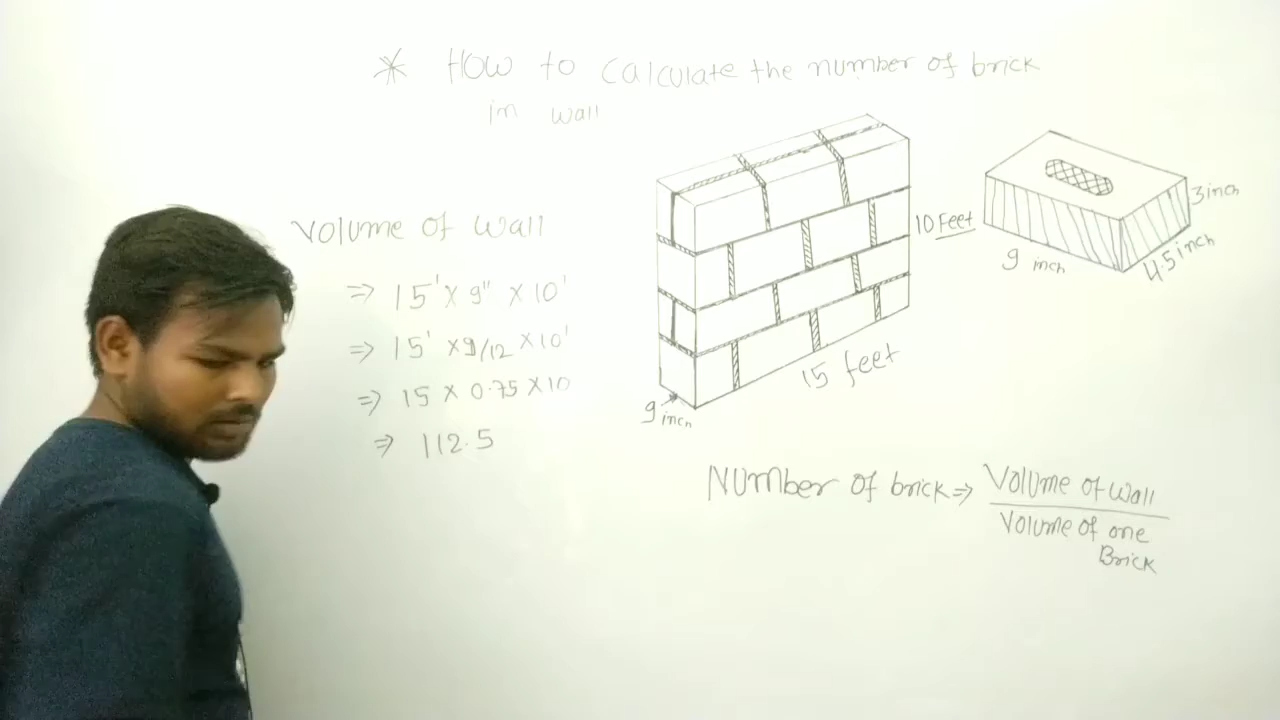 * How to calculate the number of brick
in wall
Volume of wall
⇒ 15' x 9" x 10'
⇒ 15' x 9/12 x 10'
⇒ 15 x 0.75 x 10
⇒ 112.5
10 Feet
15 feet
9 inch
3 inch
9 inch
4.5 inch
Number of brick ⇒ Volume of wall
Volume of one
Brick